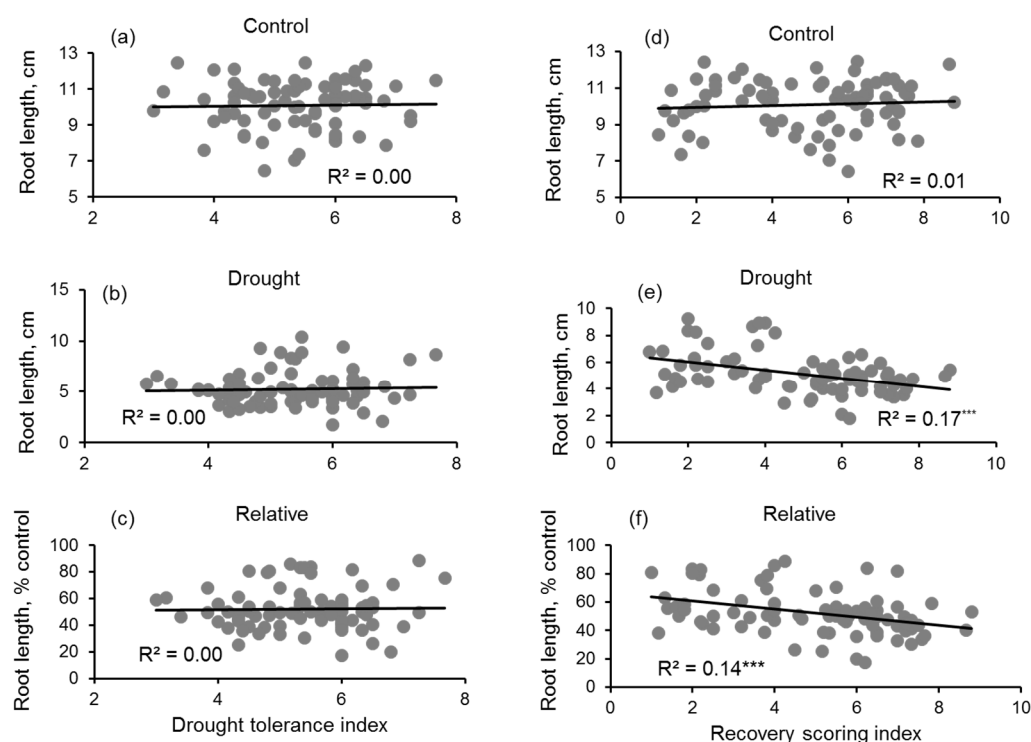 (a)
Control
Root length, cm
13
11
9
7
5
R² = 0.00
2
4
6
8
(d)
Control
Root length, cm
13
11
9
7
5
R² = 0.01
0
2
4
6
8
10
(b)
Drought
Root length, cm
15
10
5
0
R² = 0.00
2
4
6
8
(e)
Drought
Root length, cm
10
8
6
4
2
0
R² = 0.17***
0
2
4
6
8
10
(c)
Relative
Root length, % control
100
80
60
40
20
0
R² = 0.00
2
4
6
8
Drought tolerance index
(f)
Relative
Root length, % control
100
80
60
40
20
0
R² = 0.14***
0
2
4
6
8
10
Recovery scoring index